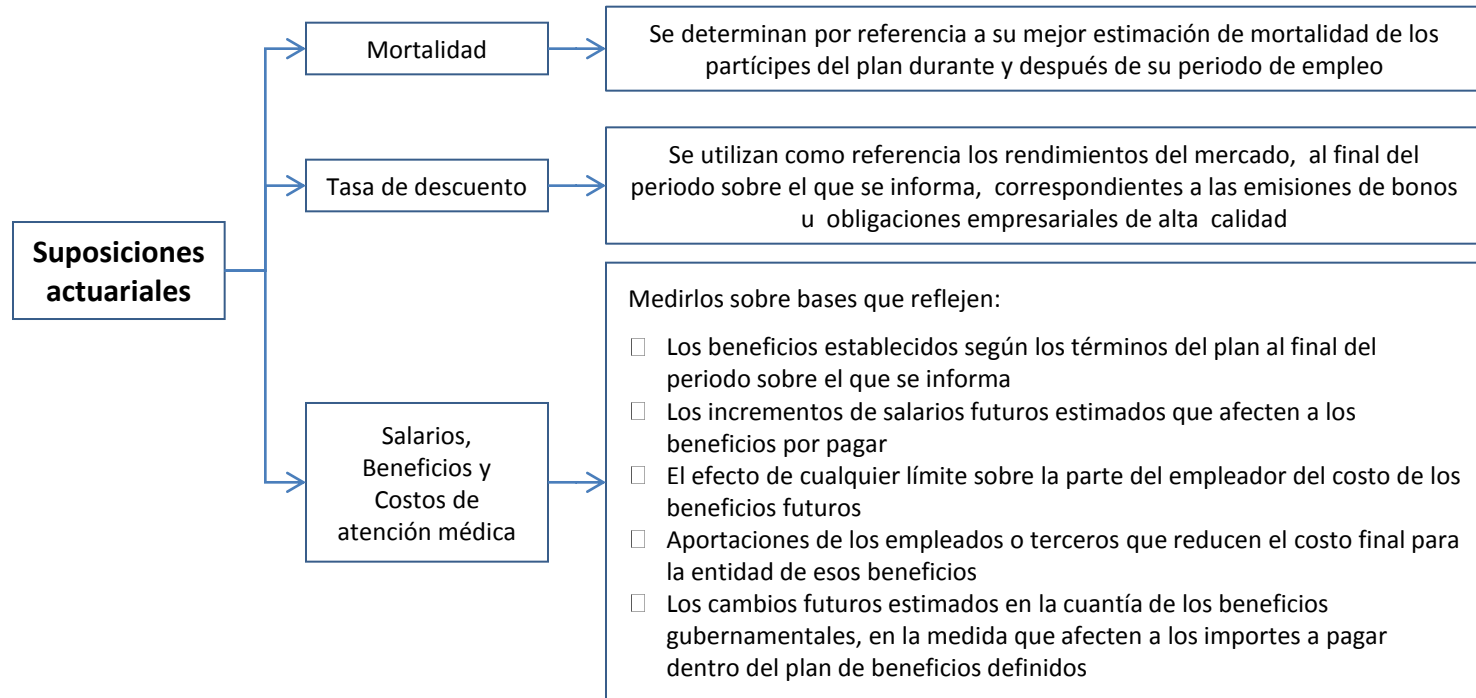 Suposiciones
actuariales
Mortalidad
Se determinan por referencia a su mejor estimación de mortalidad de los
partícipes del plan durante y después de su periodo de empleo
Tasa de descuento
Se utilizan como referencia los rendimientos del mercado, al final del
periodo sobre el que se informa, correspondientes a las emisiones de bonos
u obligaciones empresariales de alta calidad
Salarios,
Beneficios y
Costos de
atención médica
Medirlos sobre bases que reflejen:
Los beneficios establecidos según los términos del plan al final del
periodo sobre el que se informa
Los incrementos de salarios futuros estimados que afecten a los
beneficios por pagar
El efecto de cualquier límite sobre la parte del empleador del costo de los
beneficios futuros
Aportaciones de los empleados o terceros que reducen el costo final para
la entidad de esos beneficios
Los cambios futuros estimados en la cuantía de los beneficios
gubernamentales, en la medida que afecten a los importes a pagar
dentro del plan de beneficios definidos